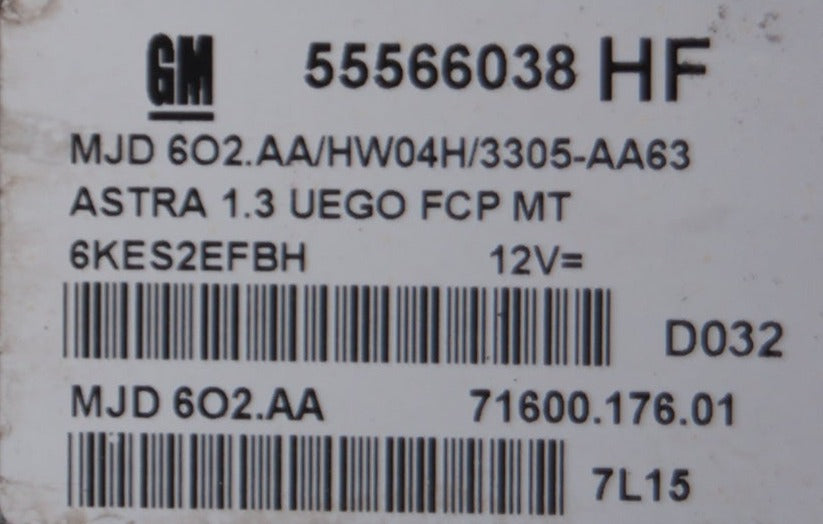 GM 55566038 HF
MJD 6O2.AA/HW04H/3305-AA63
ASTRA 1.3 UEGO FCP MT
6KES2EFBH 12V=
D032
MJD 6O2.AA 71600.176.01
7L15